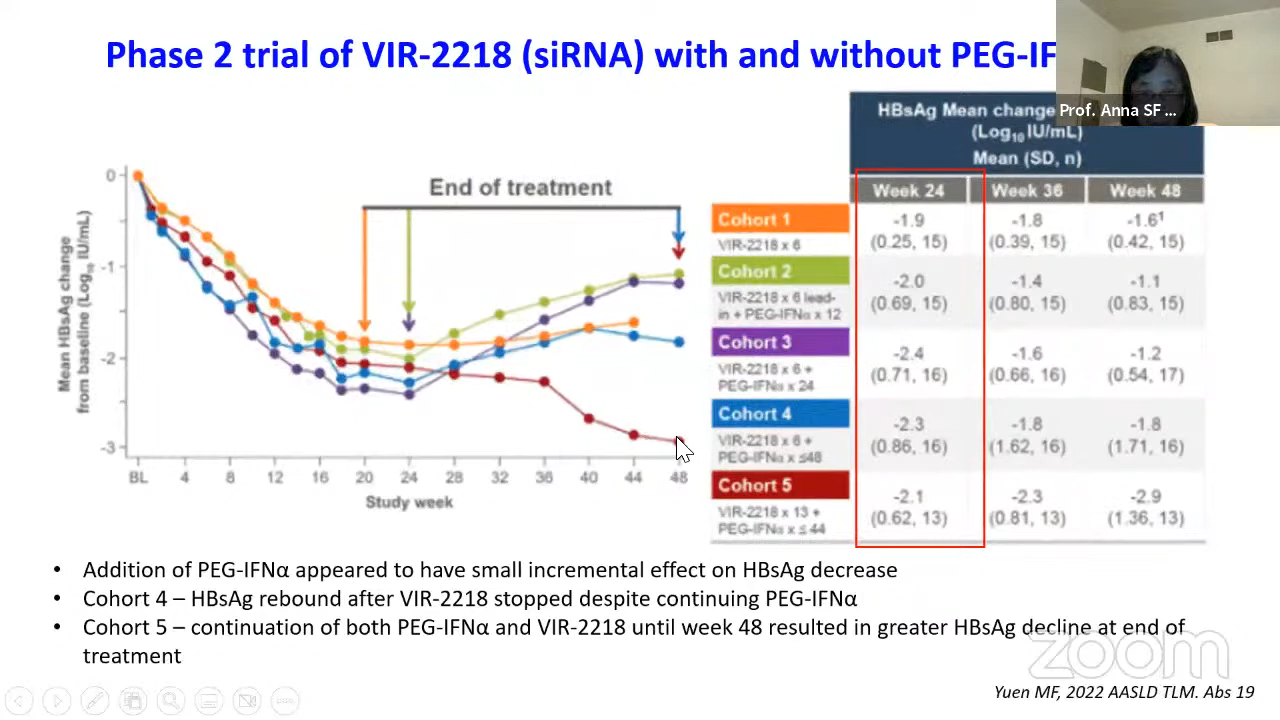 Phase 2 trial of VIR-2218 (siRNA) with and without PEG-IF
Prof. Anna SF ...
HBsAg Mean change
(Log10 IU/mL)
Mean (SD, n)
Week 24 Week 36 Week 48
Cohort 1
VIR-2218 x 6
-1.9 -1.8 -1.6¹
(0.25, 15) (0.39, 15) (0.42, 15)
Cohort 2
VIR-2218 x 6 lead-
in + PEG-IFNα x 12
-2.0 -1.4 -1.1
(0.69, 15) (0.80, 15) (0.83, 15)
Cohort 3
VIR-2218 x 6 +
PEG-IFNα x 24
-2.4 -1.6 -1.2
(0.71, 16) (0.66, 16) (0.54, 17)
Cohort 4
VIR-2218 x 6 +
PEG-IFNα x ≤48
-2.3 -1.8 -1.8
(0.86, 16) (1.62, 16) (1.71, 16)
Cohort 5
VIR-2218 x 13 +
PEG-IFNα x ≤ 44
-2.1 -2.3 -2.9
(0.62, 13) (0.81, 13) (1.36, 13)
End of treatment
Mean HBsAg change
from baseline (Log10 IU/mL)
0
-1
-2
-3
BL 4 8 12 16 20 24 28 32 36 40 44 48
Study week
• Addition of PEG-IFNα appeared to have small incremental effect on HBsAg decrease
• Cohort 4 – HBsAg rebound after VIR-2218 stopped despite continuing PEG-IFNα
• Cohort 5 – continuation of both PEG-IFNα and VIR-2218 until week 48 resulted in greater HBsAg decline at end of
treatment
zoom
Yuen MF, 2022 AASLD TLM. Abs 19